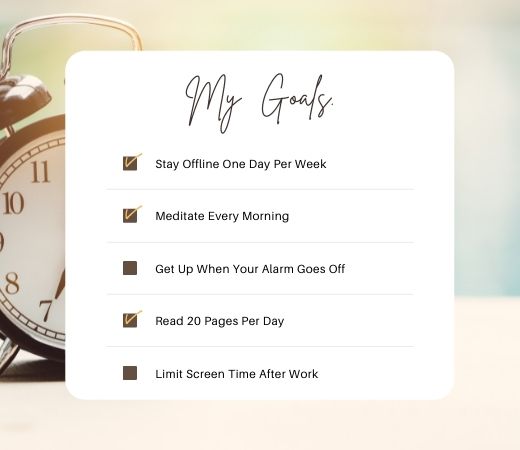 My Goals.
Stay Offline One Day Per Week
Meditate Every Morning
Get Up When Your Alarm Goes Off
Read 20 Pages Per Day
Limit Screen Time After Work
11
10
9
8
7